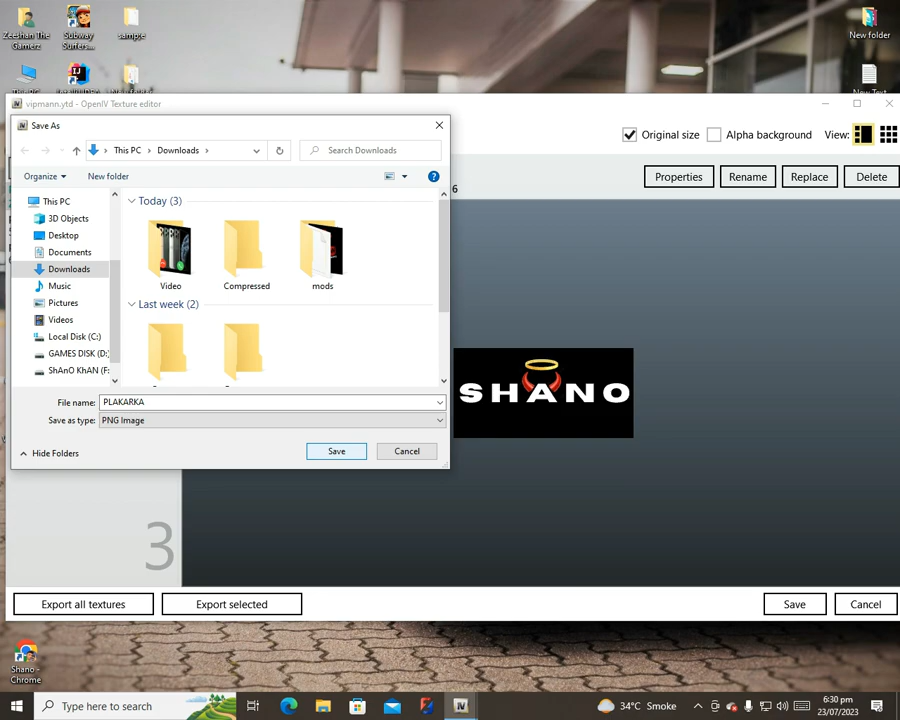 Zeeshan The
Gamerz
Subway
Surfers...
sample
New folder
vipmann.ytd - OpenIV Texture editor
Save As
This PC
Downloads
Search Downloads
Original size
Alpha background
View:
Organize
New folder
Properties
Rename
Replace
Delete
6
This PC
3D Objects
Desktop
Documents
Downloads
Music
Pictures
Videos
Local Disk (C:)
GAMES DISK (D:
ShAnO KhAN (F:
Today (3)
Video
Compressed
mods
Last week (2)
File name:
PLAKARKA
Save as type:
PNG Image
Hide Folders
Save
Cancel
SHANO
3
Export all textures
Export selected
Save
Cancel
Shano -
Chrome
Type here to search
34°C Smoke
6:30 pm
23/07/2023